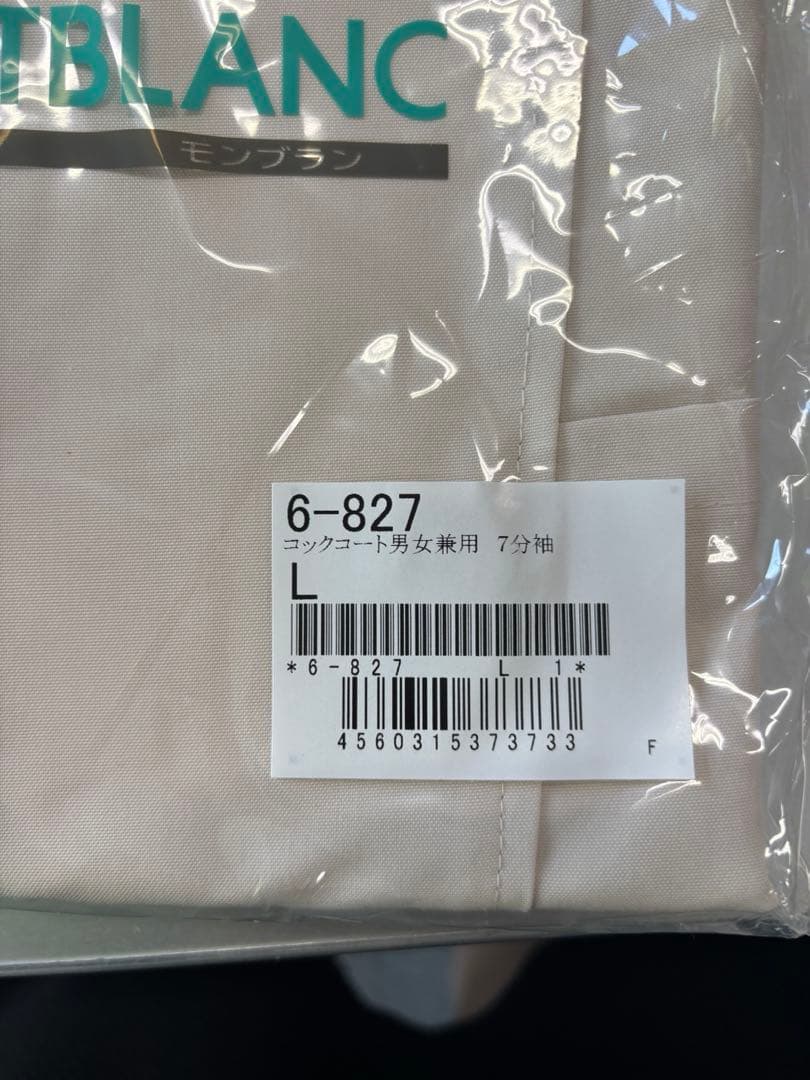 TBLANC
モンブラン
6-827
コックコート男女兼用 7分袖
L
*6-827 L 1*
4560315373733
F